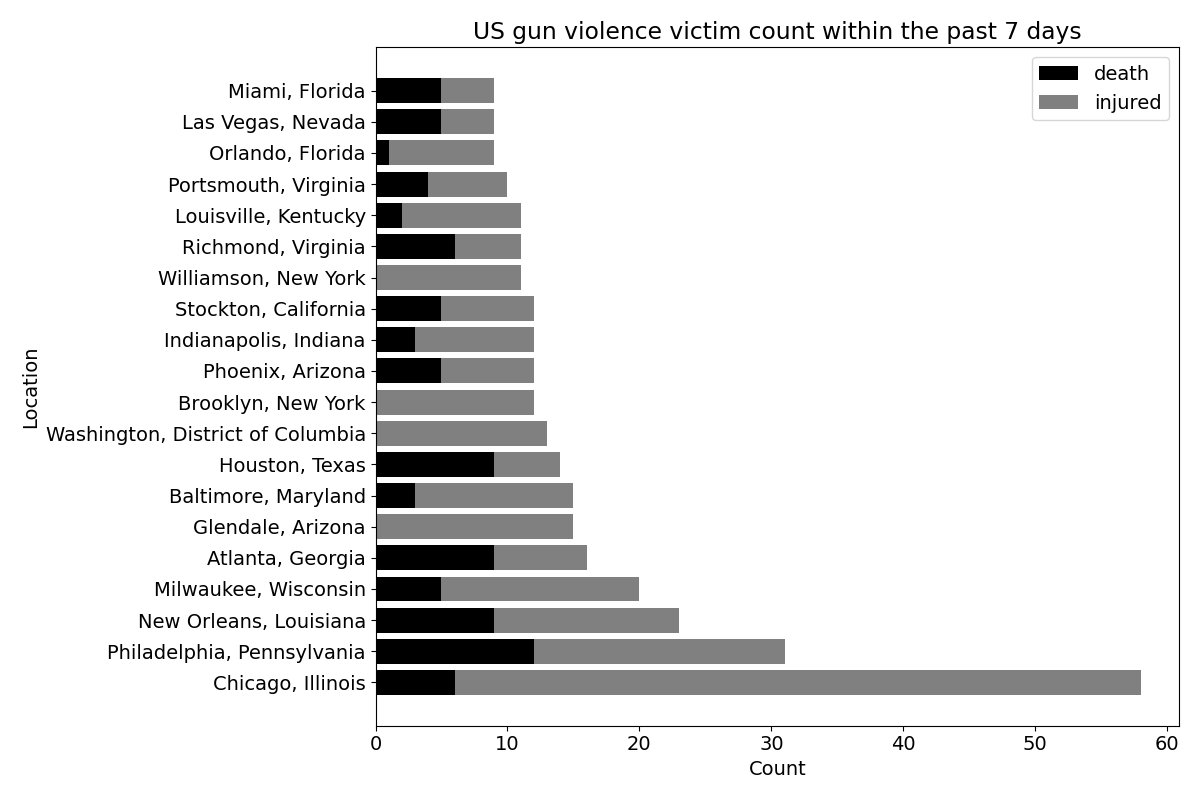 US gun violence victim count within the past 7 days
death
injured
Miami, Florida
Las Vegas, Nevada
Orlando, Florida
Portsmouth, Virginia
Louisville, Kentucky
Richmond, Virginia
Williamson, New York
Stockton, California
Indianapolis, Indiana
Phoenix, Arizona
Brooklyn, New York
Washington, District of Columbia
Houston, Texas
Baltimore, Maryland
Glendale, Arizona
Atlanta, Georgia
Milwaukee, Wisconsin
New Orleans, Louisiana
Philadelphia, Pennsylvania
Chicago, Illinois
Location
0 10 20 30 40 50 60
Count